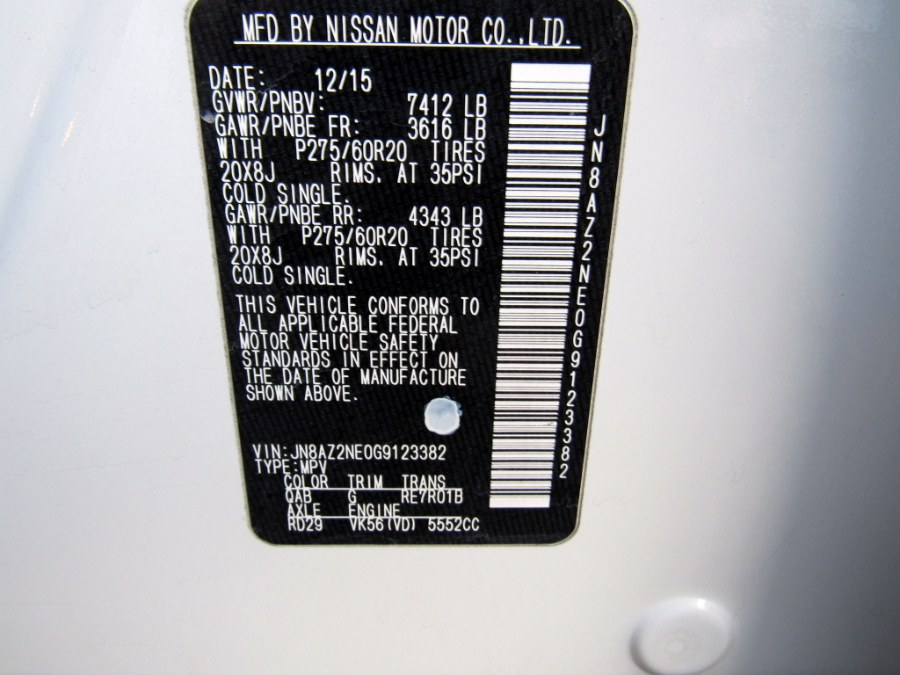 MFD BY NISSAN MOTOR CO.,LTD.
DATE: 12/15
GVWR/PNBV: 7412 LB
GAWR/PNBE FR: 3616 LB
WITH P275/60R20 TIRES
20X8J RIMS, AT 35PSI
COLD SINGLE.
GAWR/PNBE RR: 4343 LB
WITH P275/60R20 TIRES
20X8J RIMS, AT 35PSI
COLD SINGLE.
THIS VEHICLE CONFORMS TO
ALL APPLICABLE FEDERAL
MOTOR VEHICLE SAFETY
STANDARDS IN EFFECT ON
THE DATE OF MANUFACTURE
SHOWN ABOVE.
VIN:JN8AZ2NE0G9123382
TYPE:MPV
COLOR TRIM TRANS
QAB G RE7R01B
AXLE ENGINE
RD29 VK56(VD) 5552CC
JN8AZ2NE0G9123382